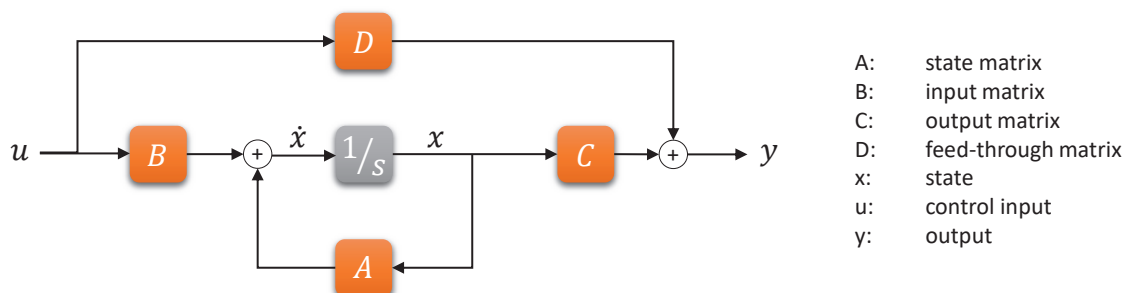 D
u
B
+
ẋ
1/s
x
C
+
y
A
A: state matrix
B: input matrix
C: output matrix
D: feed-through matrix
x: state
u: control input
y: output